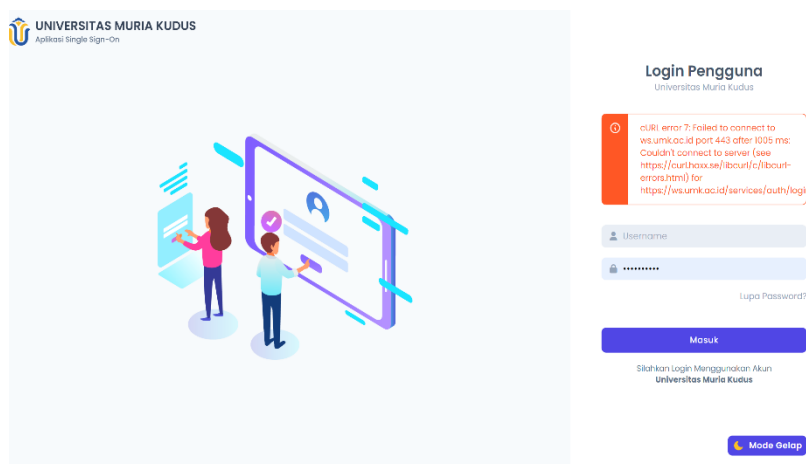 UNIVERSITAS MURIA KUDUS
Aplikasi Single Sign-On
Login Pengguna
Universitas Muria Kudus
cURL error 7: Failed to connect to
ws.umk.ac.id port 443 after 1005 ms:
Couldn't connect to server (see
https://curl.haxx.se/libcurl/c/libcurl-
errors.html) for
https://ws.umk.ac.id/services/auth/logi
Username
••••••••••
Lupa Password?
Masuk
Silahkan Login Menggunakan Akun
Universitas Muria Kudus
Mode Gelap